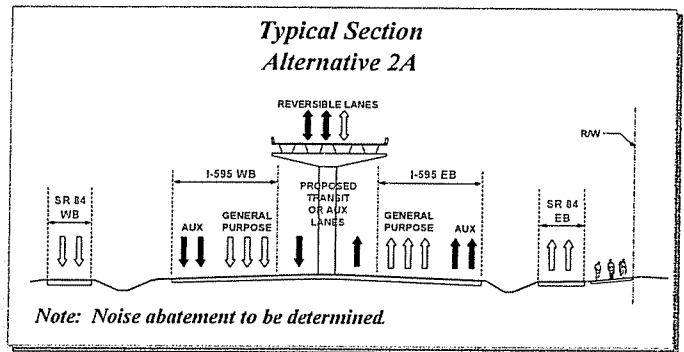 Typical Section
Alternative 2A
REVERSIBLE LANES
R/W
I-595 WB
I-595 EB
PROPOSED
TRANSIT
OR AUX
LANES
SR 84
WB
SR 84
EB
AUX
GENERAL
PURPOSE
GENERAL
PURPOSE
AUX
Note: Noise abatement to be determined.